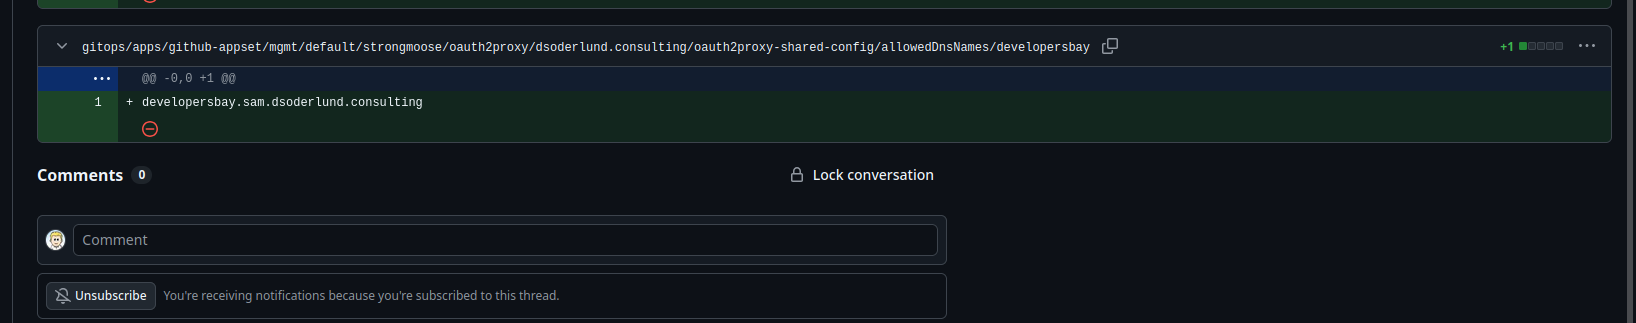 gitops/apps/github-appset/mgmt/default/strongmoose/oauth2proxy/dsoderlund.consulting/oauth2proxy-shared-config/allowedDnsNames/developersbay +1
@@ -0,0 +1 @@
1 + developersbay.sam.dsoderlund.consulting
Comments 0 Lock conversation
Comment
Unsubscribe You're receiving notifications because you're subscribed to this thread.